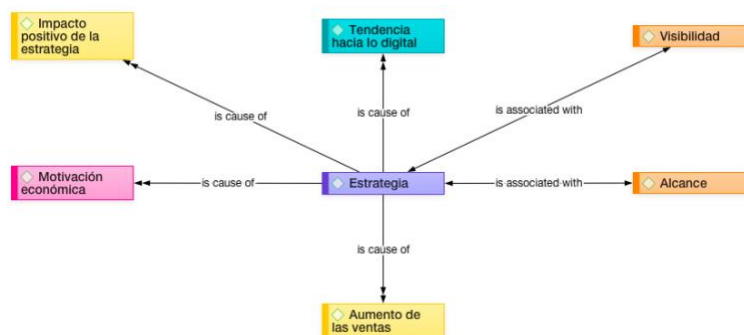 Impacto
positivo de la
estrategia
Tendencia
hacia lo digital
Visibilidad
is cause of
is cause of
is associated with
Motivación
económica
is cause of
Estrategia
is associated with
Alcance
is cause of
Aumento de
las ventas